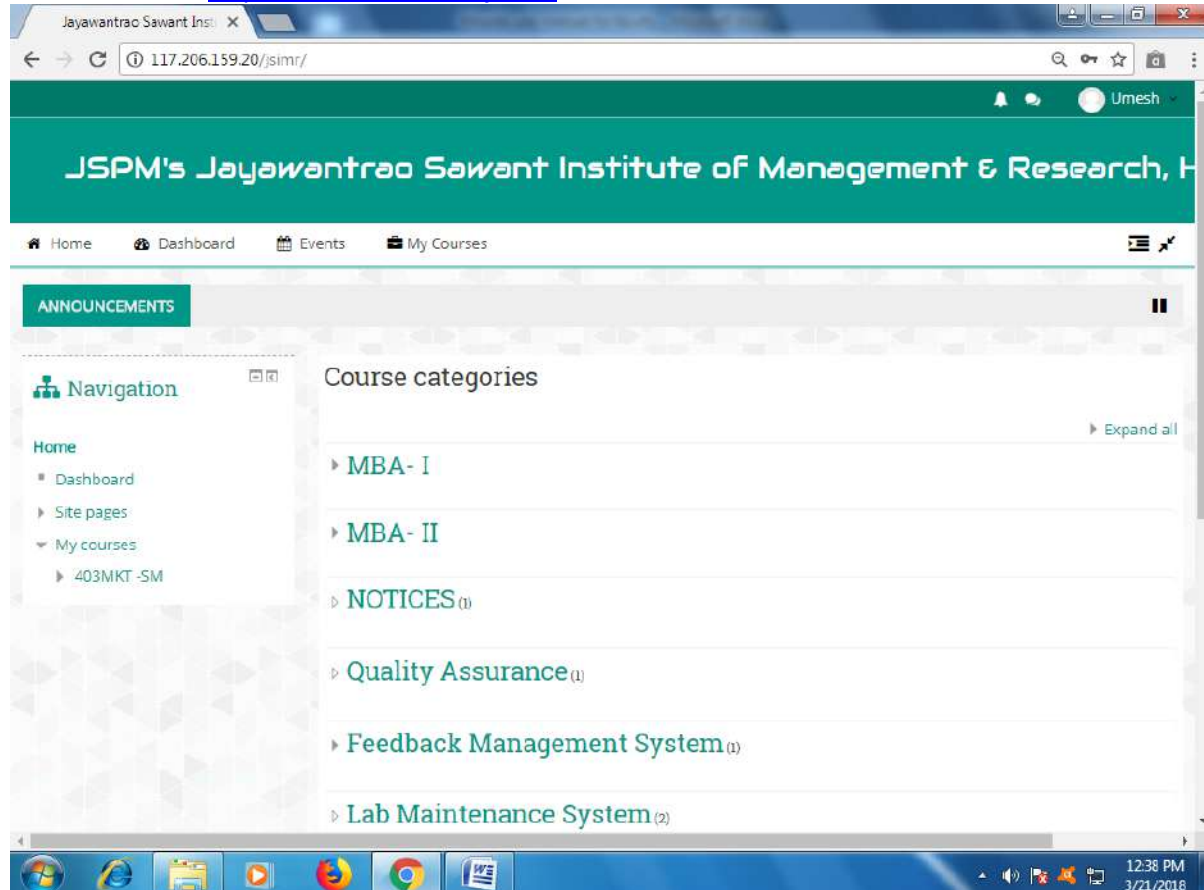 Jayawantrao Sawant Inst
117.206.159.20/jsimr/
Umesh
JSPM's Jayawantrao Sawant Institute of Management & Research, H
Home Dashboard Events My Courses
ANNOUNCEMENTS
Navigation
Home
Dashboard
Site pages
My courses
403MKT -SM
Course categories
Expand all
MBA- I
MBA- II
NOTICES (1)
Quality Assurance (1)
Feedback Management System (1)
Lab Maintenance System (2)
12:38 PM
3/21/2018